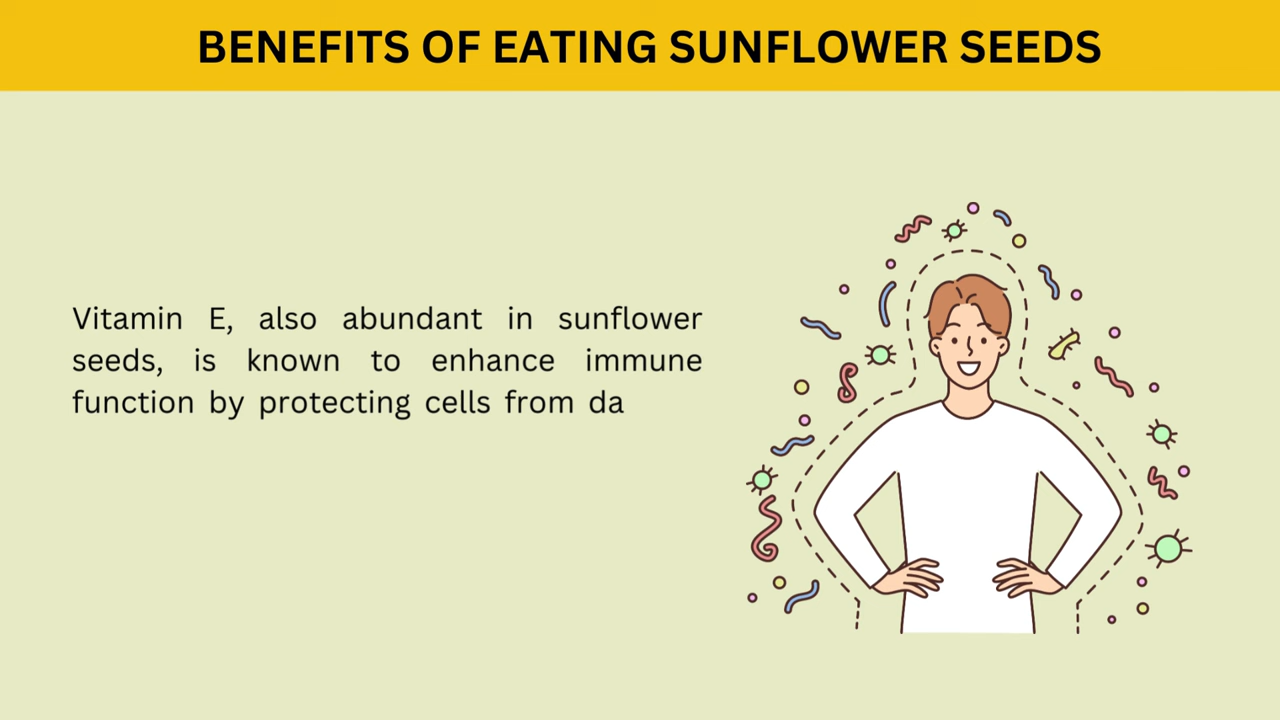 BENEFITS OF EATING SUNFLOWER SEEDS
Vitamin E, also abundant in sunflower
seeds, is known to enhance immune
function by protecting cells from da